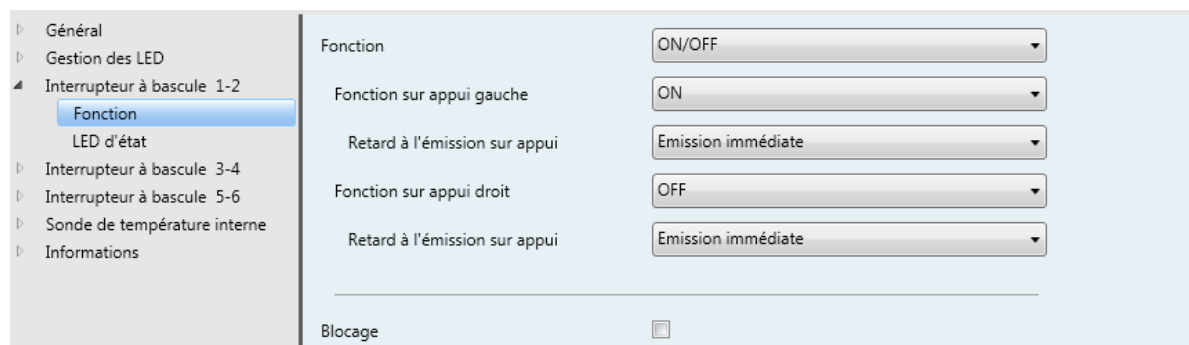 Général
Gestion des LED
Interrupteur à bascule 1-2
Fonction
LED d'état
Interrupteur à bascule 3-4
Interrupteur à bascule 5-6
Sonde de température interne
Informations
Fonction ON/OFF
Fonction sur appui gauche ON
Retard à l'émission sur appui Emission immédiate
Fonction sur appui droit OFF
Retard à l'émission sur appui Emission immédiate
Blocage